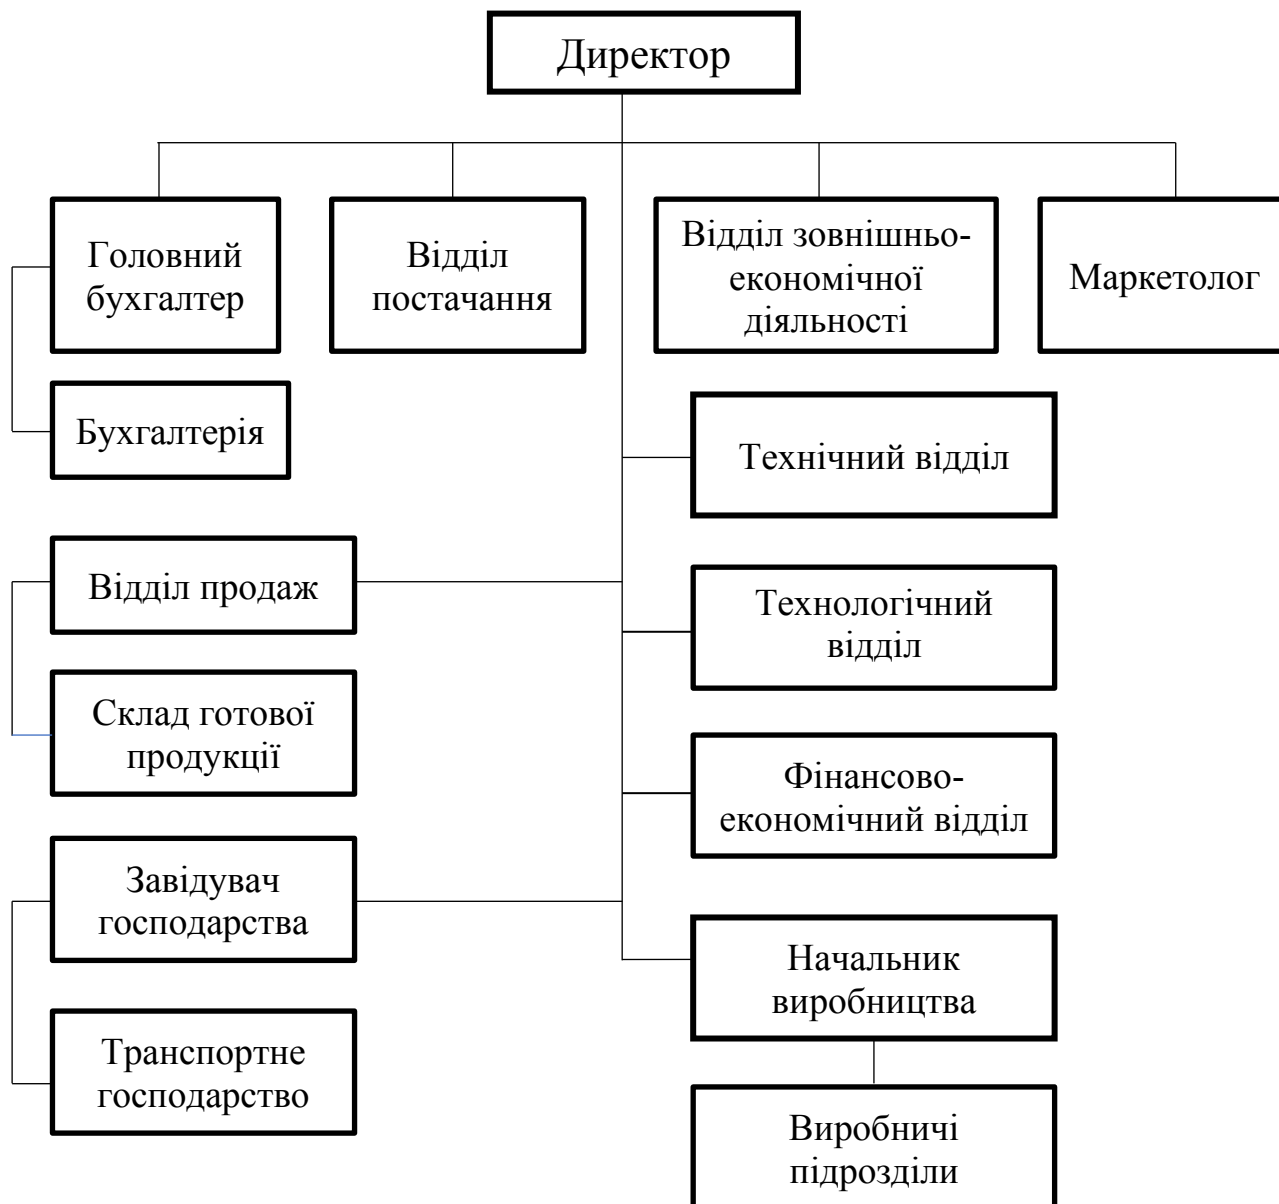 Директор
Головний
бухгалтер
Відділ
постачання
Відділ зовнішньо-
економічної
діяльності
Маркетолог
Бухгалтерія
Технічний відділ
Відділ продаж
Технологічний
відділ
Склад готової
продукції
Фінансово-
економічний відділ
Завідувач
господарства
Начальник
виробництва
Транспортне
господарство
Виробничі
підрозділи